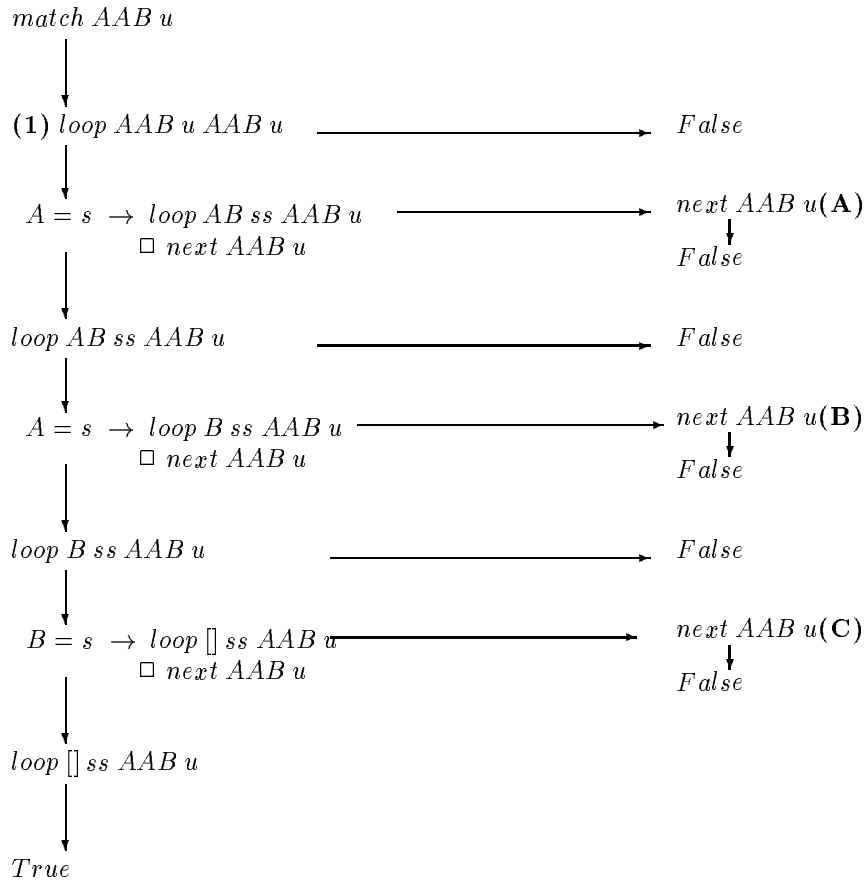 match AAB u
(1) loop AAB u AAB u False
A = s → loop AB ss AAB u next AAB u(A)
□ next AAB u False
loop AB ss AAB u False
A = s → loop B ss AAB u next AAB u(B)
□ next AAB u False
loop B ss AAB u False
B = s → loop [] ss AAB u next AAB u(C)
□ next AAB u False
loop [] ss AAB u
True